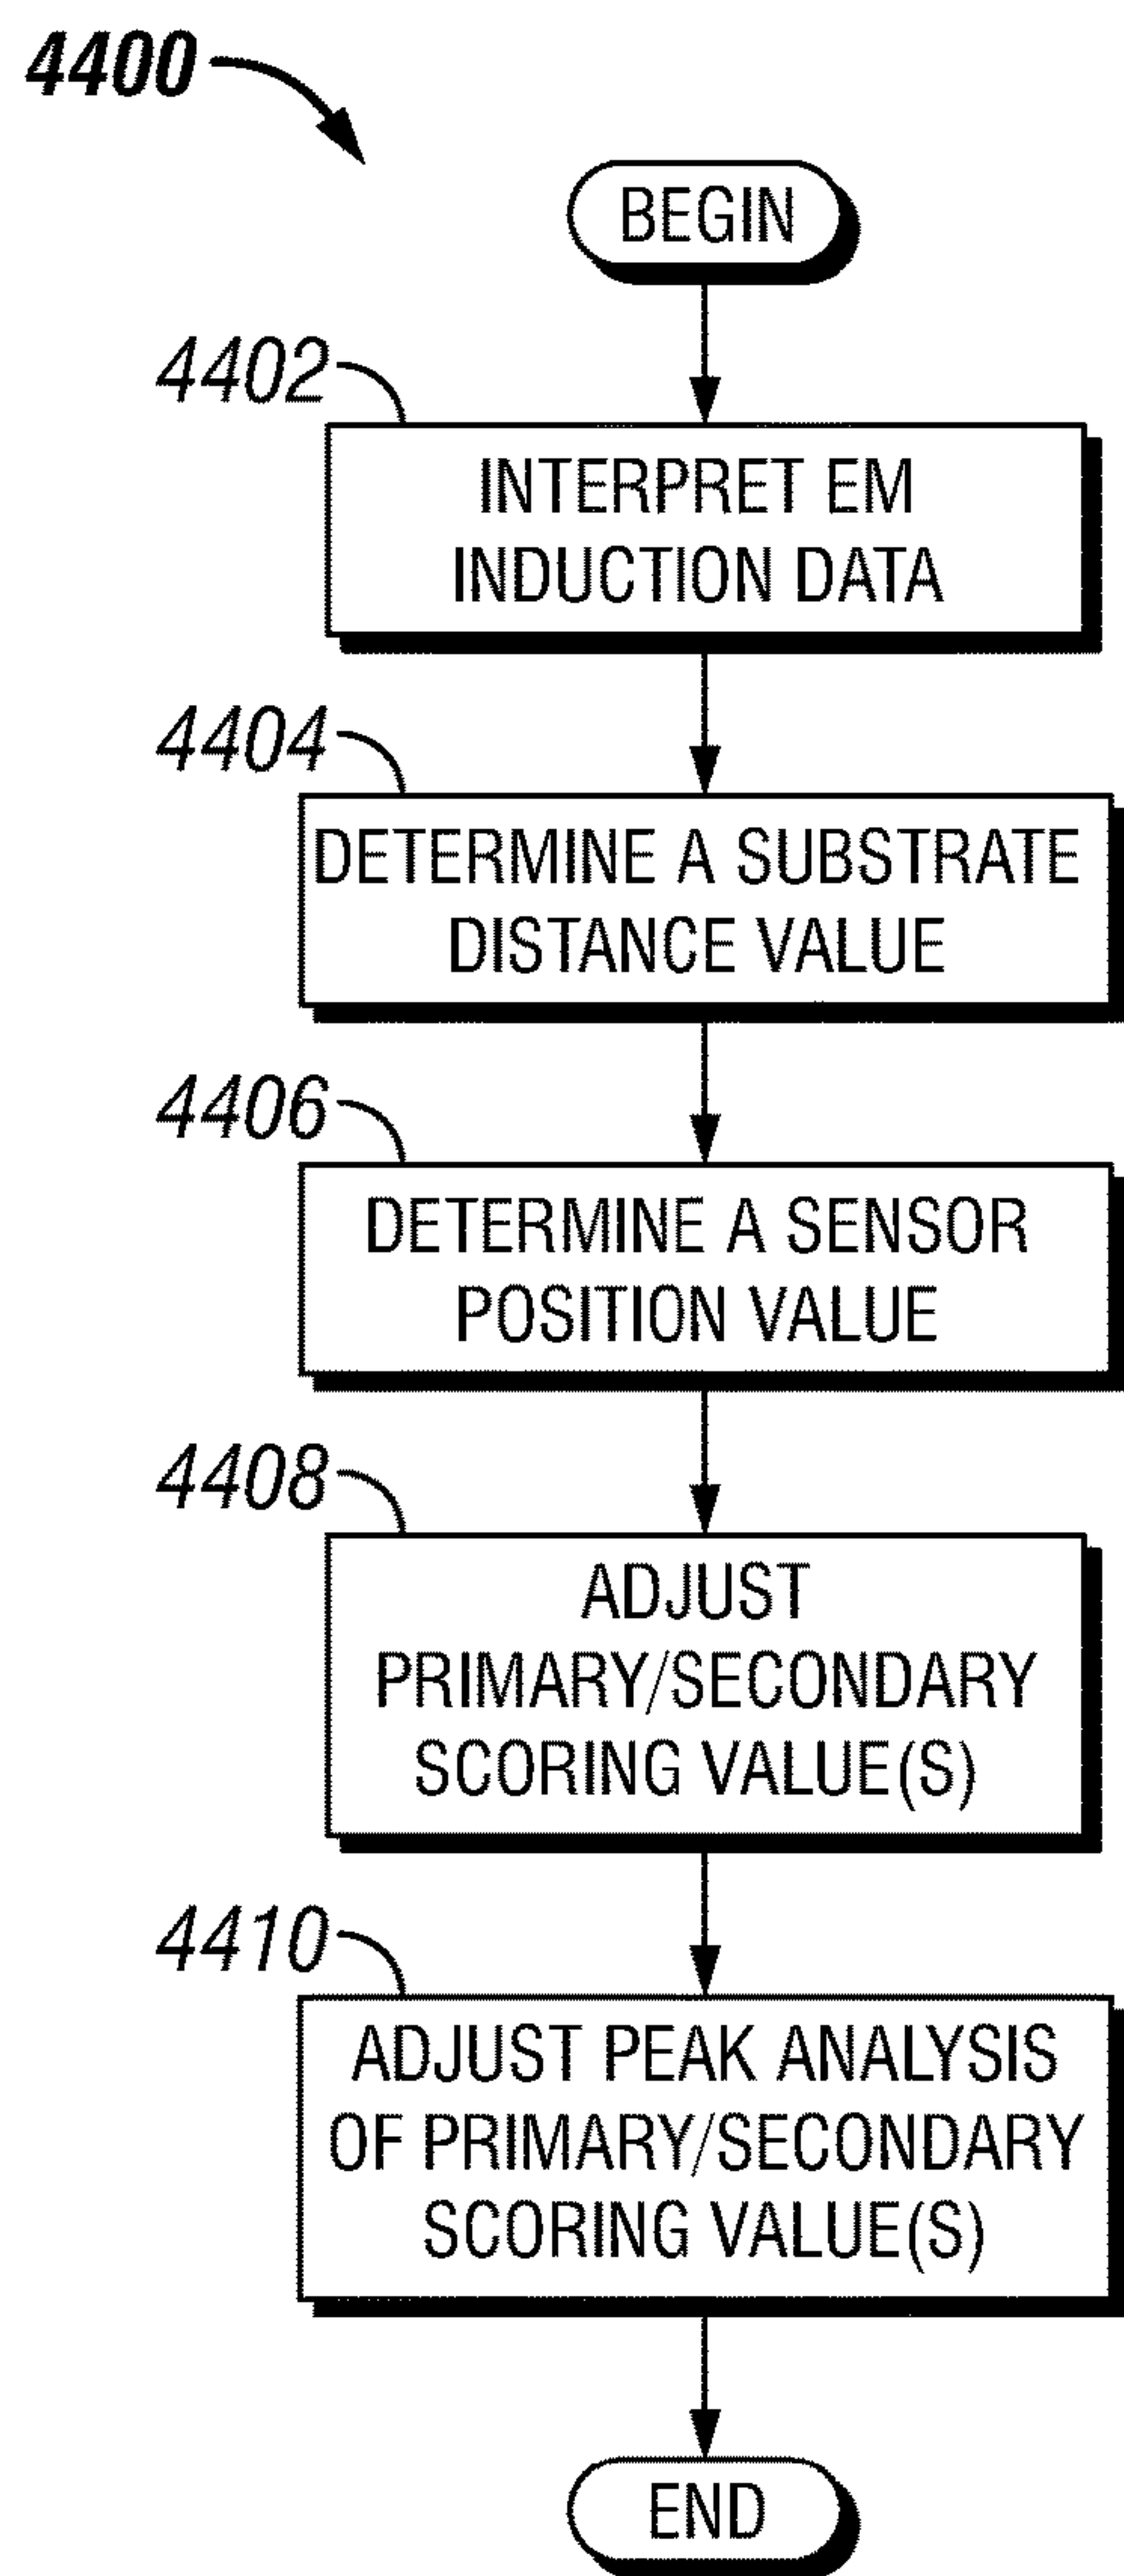 4400
BEGIN
4402
INTERPRET EM
INDUCTION DATA
4404
DETERMINE A SUBSTRATE
DISTANCE VALUE
4406
DETERMINE A SENSOR
POSITION VALUE
4408
ADJUST
PRIMARY/SECONDARY
SCORING VALUE(S)
4410
ADJUST PEAK ANALYSIS
OF PRIMARY/SECONDARY
SCORING VALUE(S)
END